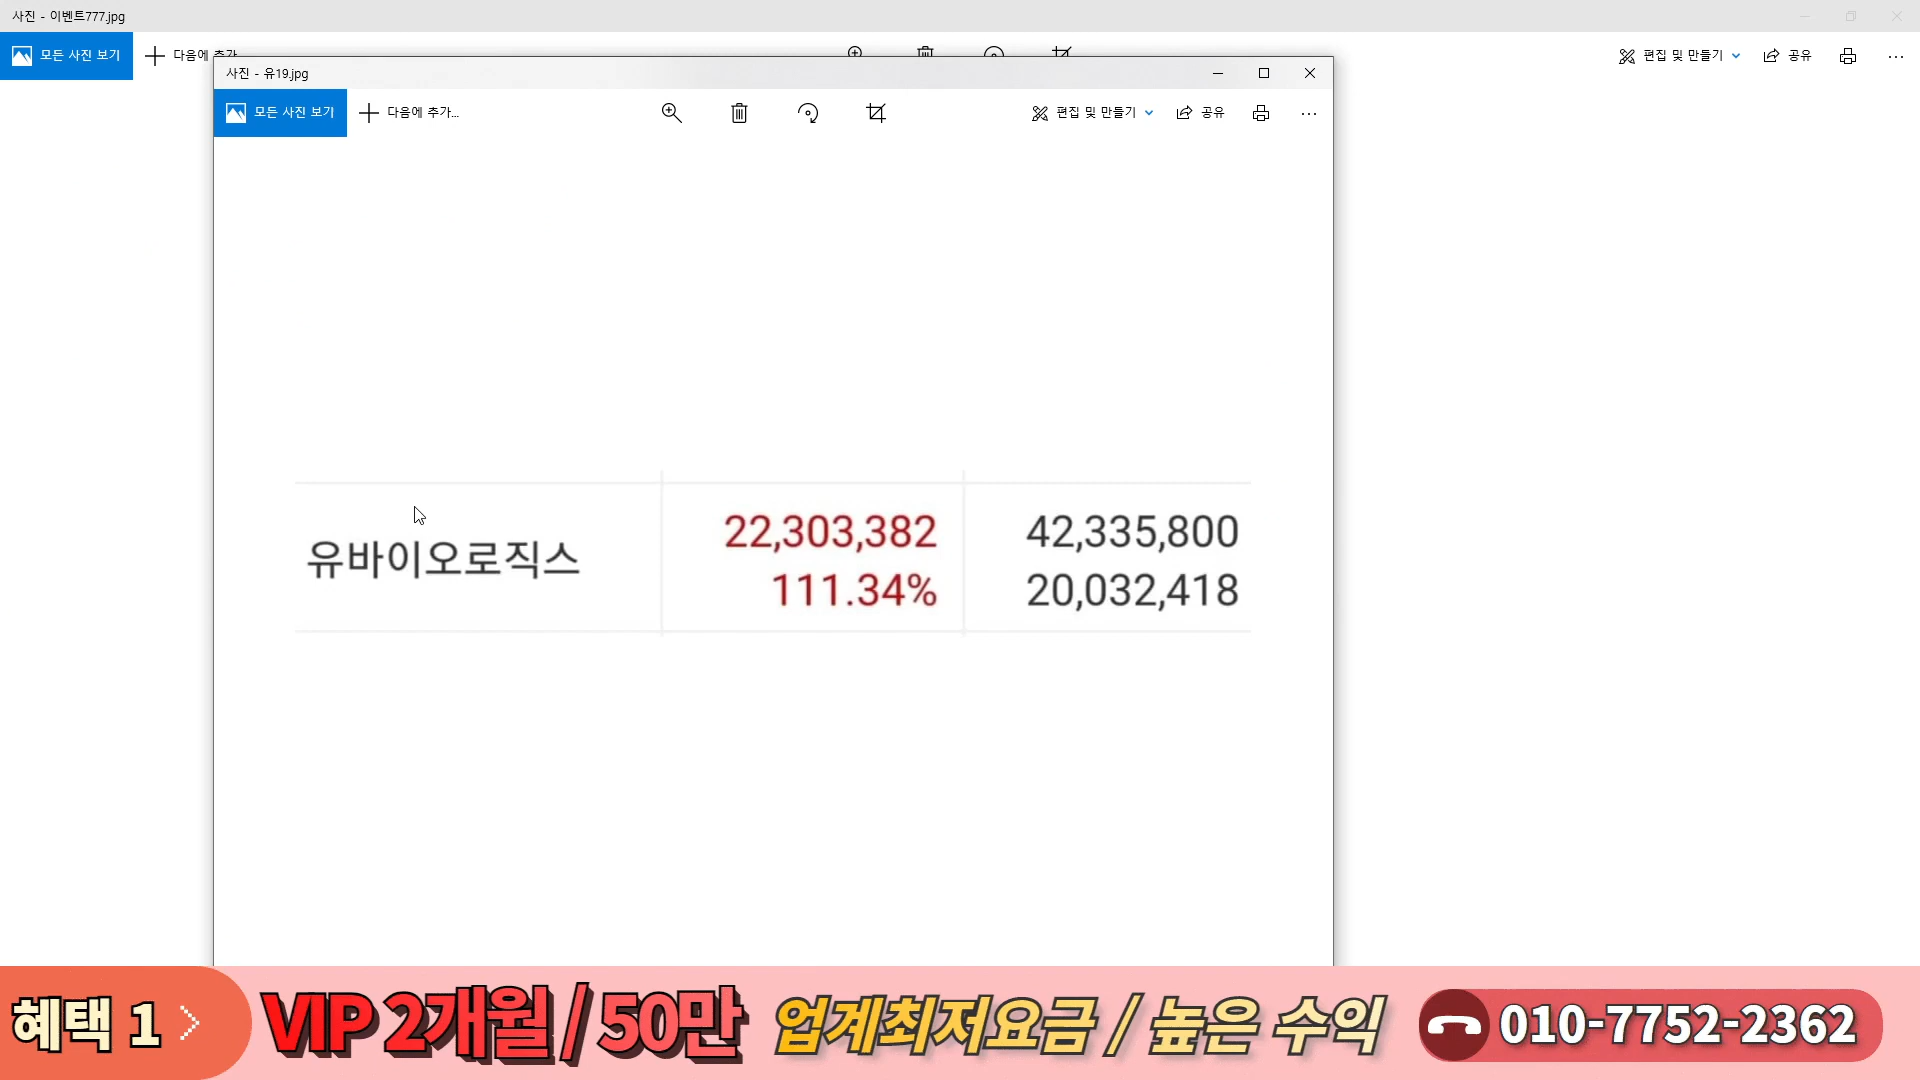 사진 - 이벤트777.jpg
모든 사진 보기
다음에 추가
편집 및 만들기
공유
사진 - 유19.jpg
모든 사진 보기
다음에 추가...
편집 및 만들기
공유
유바이오로직스
22,303,382
42,335,800
111.34%
20,032,418
혜택 1
VIP 2개월 / 50만
업계최저요금 / 높은 수익
010-7752-2362